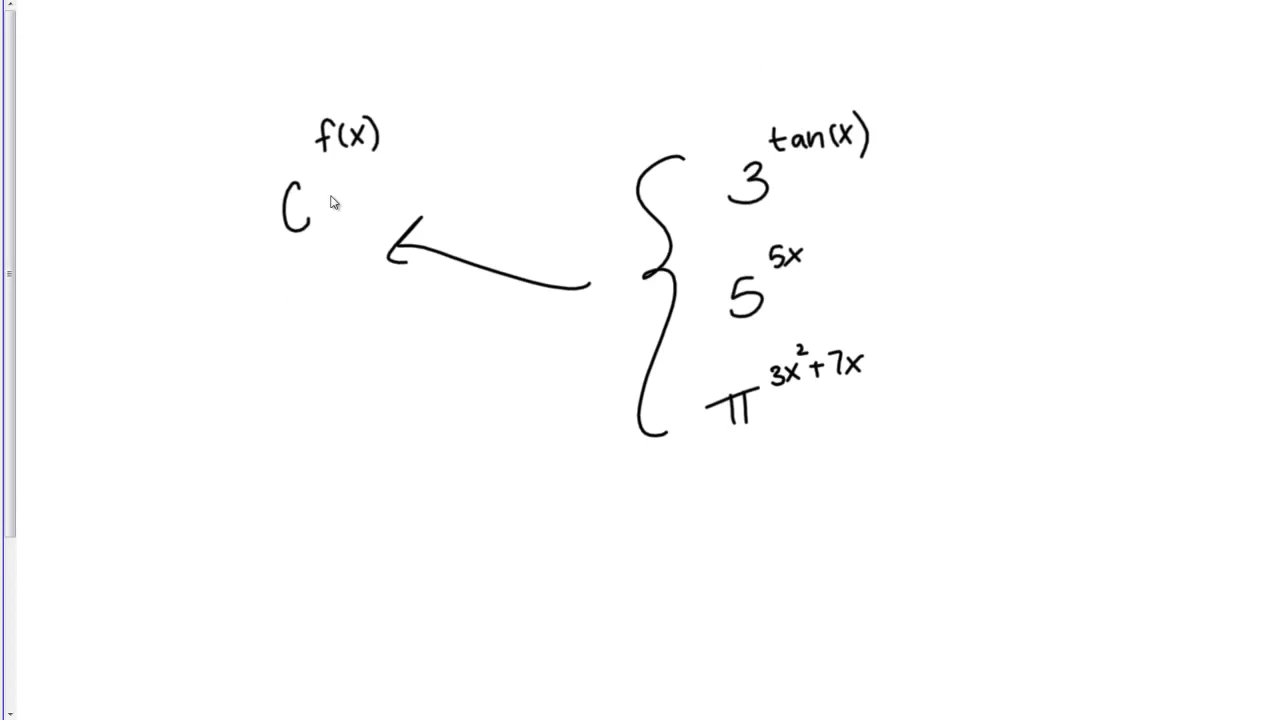 C^f(x)
3^tan(x)
5^5x
π^3x²+7x